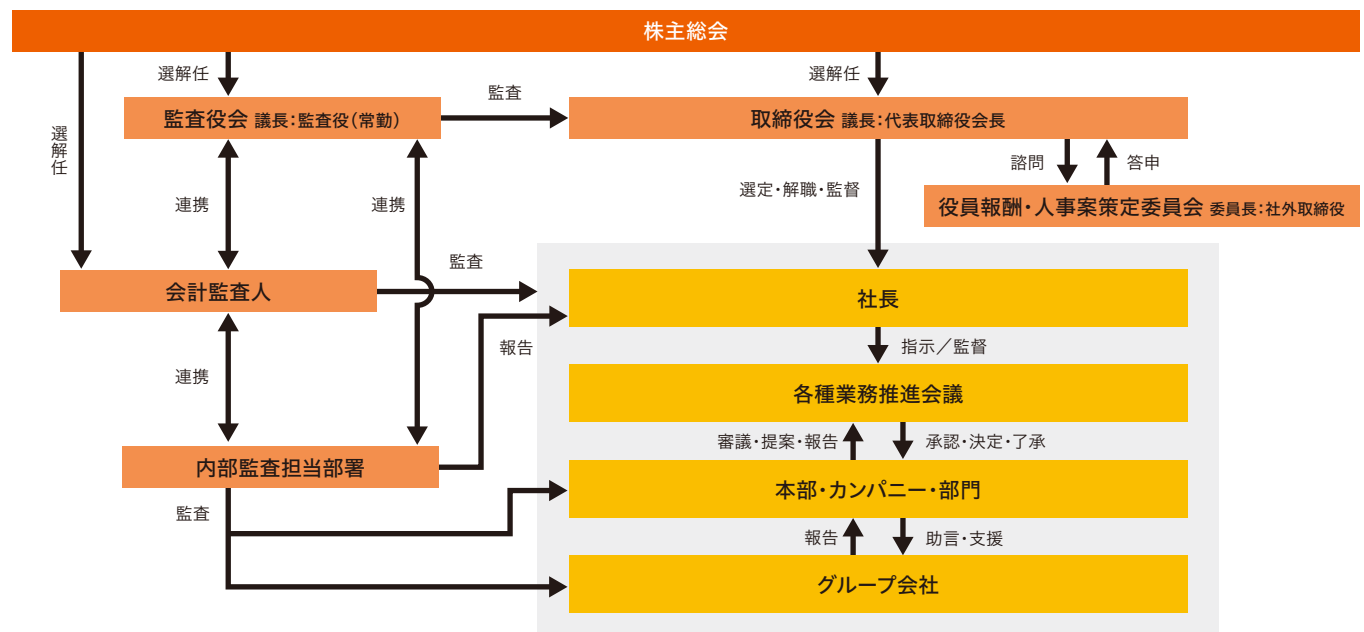 株主総会
選解任
選解任
選解任
監査
監査役会 議長：監査役（常勤）
取締役会 議長：代表取締役会長
諮問
答申
連携
連携
選定・解職・監督
役員報酬・人事案策定委員会 委員長：社外取締役
監査
会計監査人
社長
報告
指示／監督
連携
各種業務推進会議
審議・提案・報告
承認・決定・了承
内部監査担当部署
本部・カンパニー・部門
監査
報告
助言・支援
グループ会社